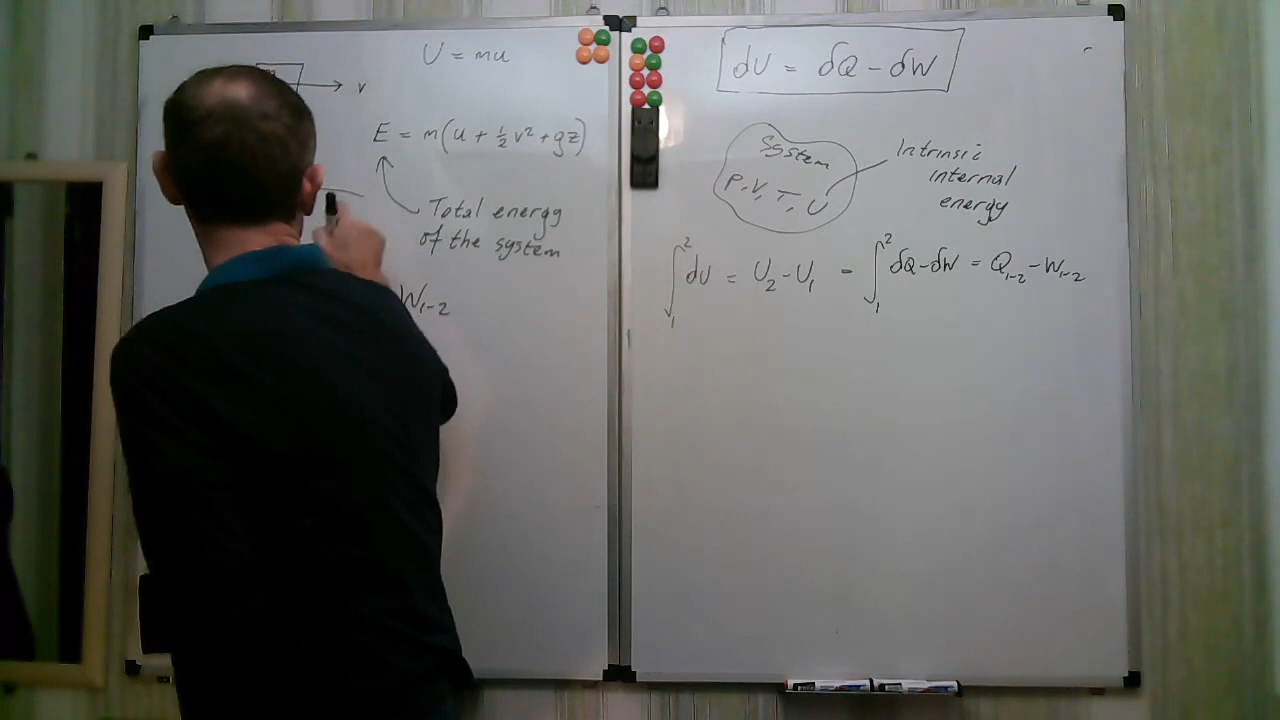 U = mu
v
E = m(u + ½v² + gz)
Total energy
of the system
W₁₋₂
dU = δQ - δW
System
P, V, T, U
Intrinsic
internal
energy
∫₁² dU = U₂ - U₁ = ∫₁² δQ - δW = Q₁₋₂ - W₁₋₂